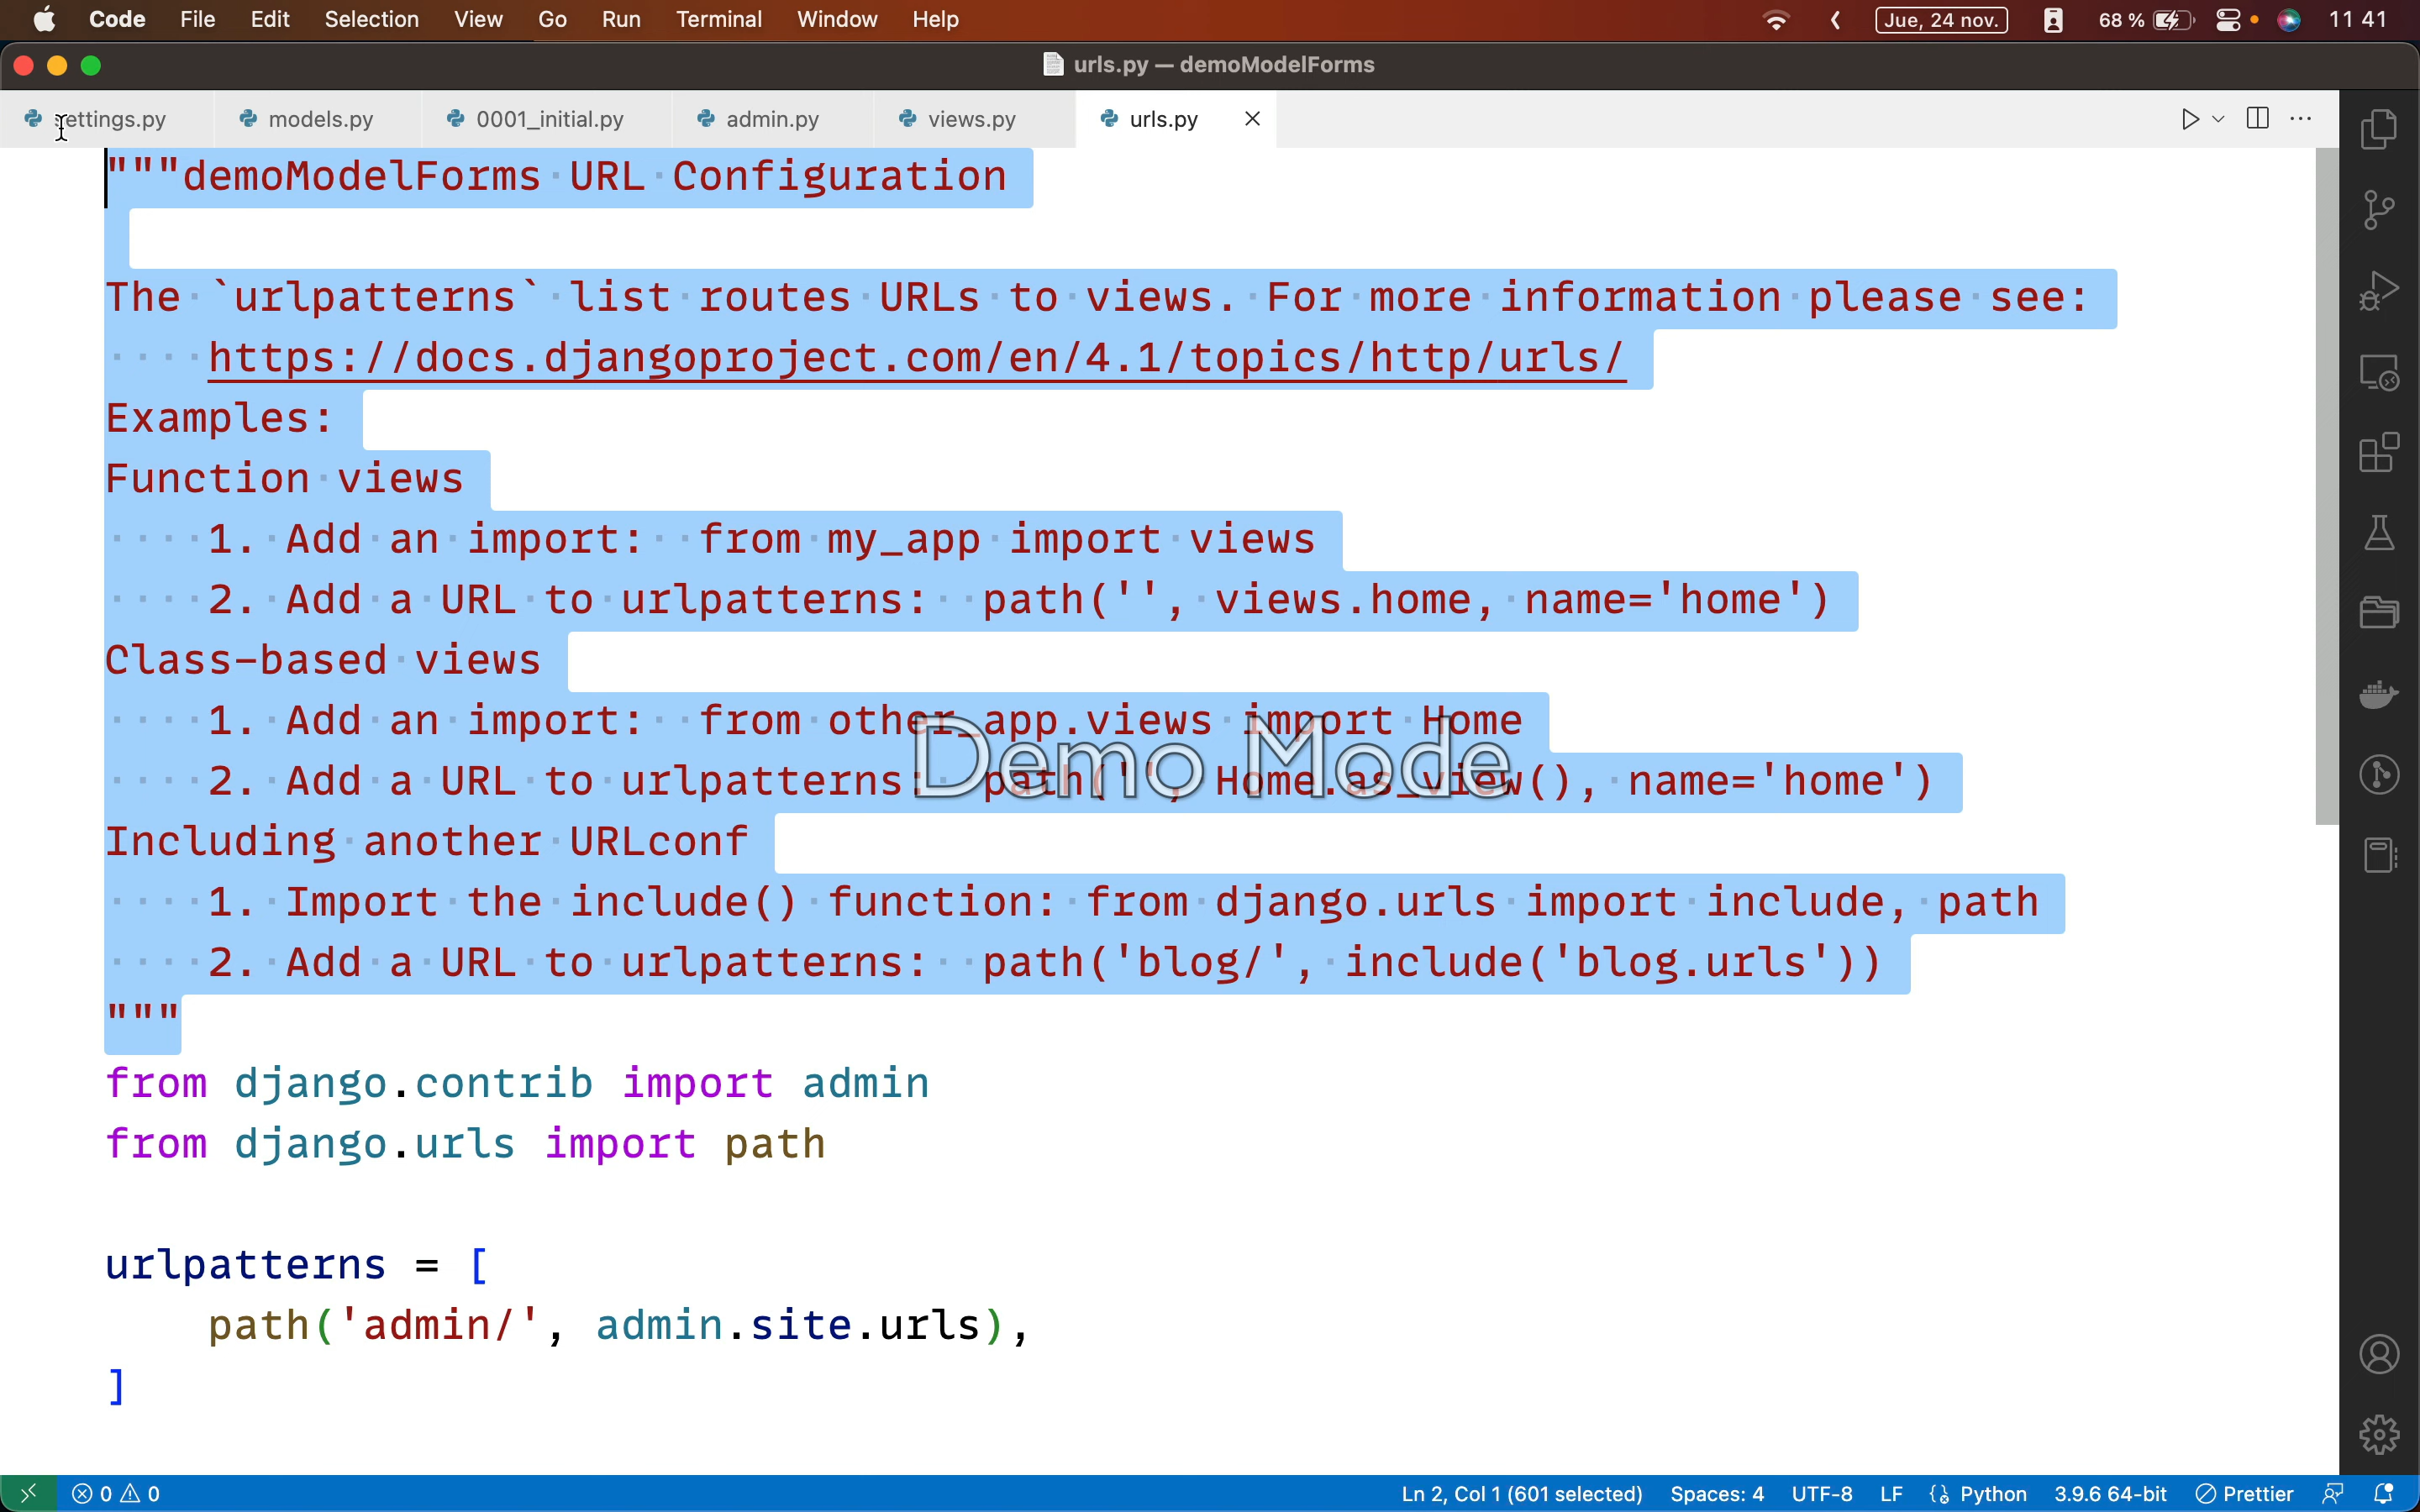 Code File Edit Selection View Go Run Terminal Window Help Jue, 24 nov. 68 % 11 41
urls.py — demoModelForms
settings.py models.py 0001_initial.py admin.py views.py urls.py
"""demoModelForms URL Configuration
The `urlpatterns` list routes URLs to views. For more information please see:
https://docs.djangoproject.com/en/4.1/topics/http/urls/
Examples:
Function views
1. Add an import:  from my_app import views
2. Add a URL to urlpatterns:  path('', views.home, name='home')
Class-based views
1. Add an import:  from other_app.views import Home
2. Add a URL to urlpatterns:  path('', Home.as_view(), name='home')
Demo Mode
Including another URLconf
1. Import the include() function: from django.urls import include, path
2. Add a URL to urlpatterns:  path('blog/', include('blog.urls'))
"""
from django.contrib import admin
from django.urls import path
urlpatterns = [
path('admin/', admin.site.urls),
]
0 0 Ln 2, Col 1 (601 selected) Spaces: 4 UTF-8 LF Python 3.9.6 64-bit Prettier